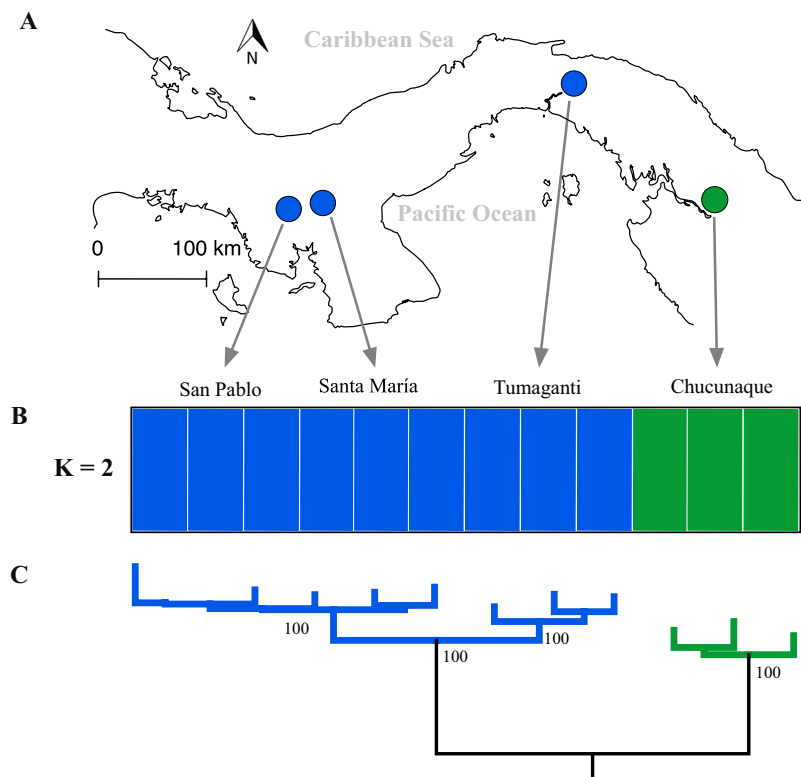 A
Caribbean Sea
N
Pacific Ocean
0 100 km
San Pablo
Santa María
Tumaganti
Chucunaque
B
K = 2
C
100
100
100
100